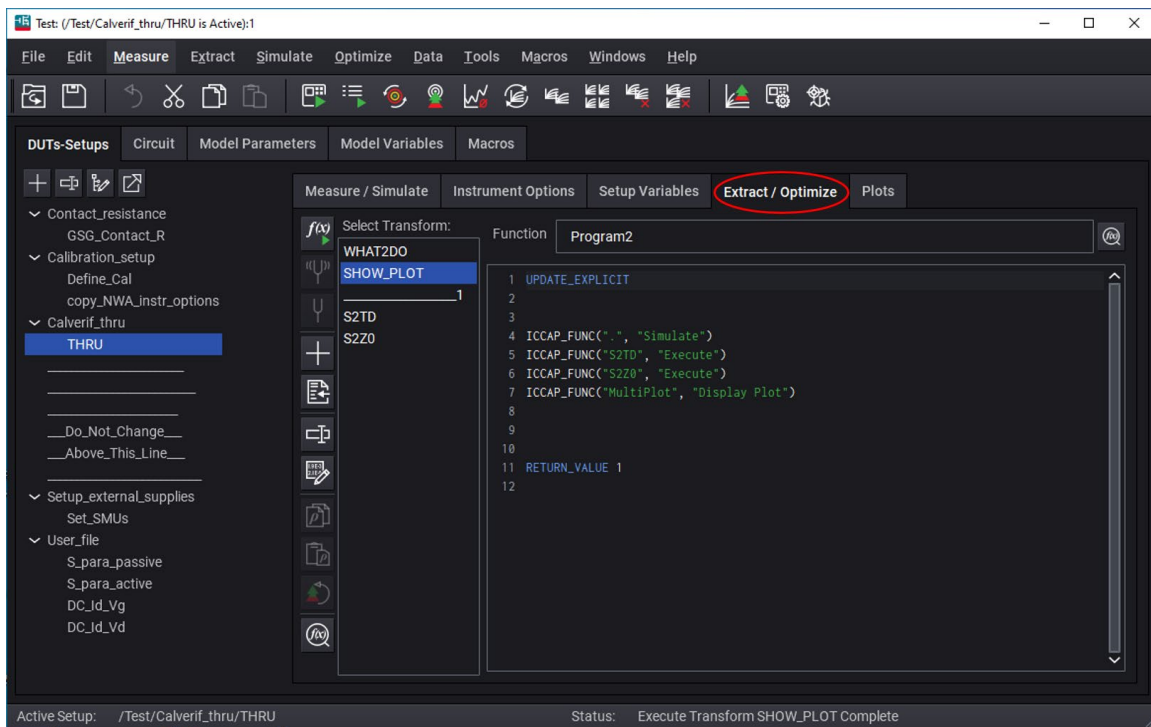 Test: (/Test/Calverif_thru/THRU is Active):1
File Edit Measure Extract Simulate Optimize Data Tools Macros Windows Help
DUTs-Setups Circuit Model Parameters Model Variables Macros
Measure / Simulate Instrument Options Setup Variables Extract / Optimize Plots
Contact_resistance
GSG_Contact_R
Calibration_setup
Define_Cal
copy_NWA_instr_options
Calverif_thru
THRU
___Do_Not_Change___
___Above_This_Line___
Setup_external_supplies
Set_SMUs
User_file
S_para_passive
S_para_active
DC_Id_Vg
DC_Id_Vd
f(x)
Select Transform:
WHAT2DO
SHOW_PLOT
_________________1
S2TD
S2Z0
Function Program2
1 UPDATE_EXPLICIT
2
3
4 ICCAP_FUNC(".", "Simulate")
5 ICCAP_FUNC("S2TD", "Execute")
6 ICCAP_FUNC("S2Z0", "Execute")
7 ICCAP_FUNC("MultiPlot", "Display Plot")
8
9
10
11 RETURN_VALUE 1
12
Active Setup: /Test/Calverif_thru/THRU
Status: Execute Transform SHOW_PLOT Complete